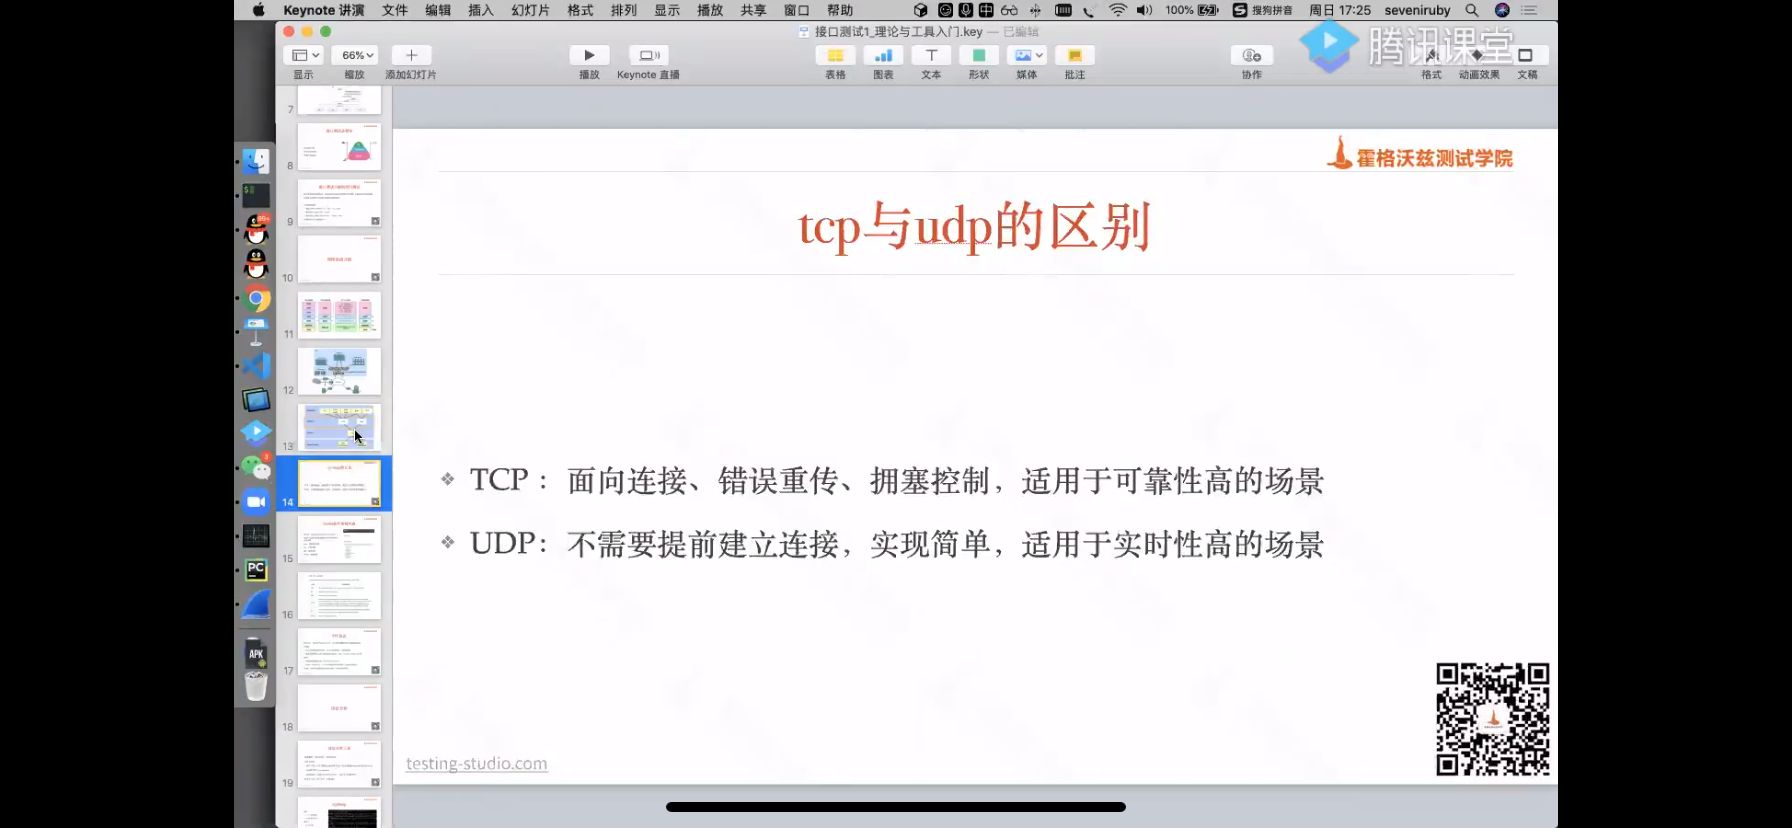 Keynote 讲演 文件 编辑 插入 幻灯片 格式 排列 显示 播放 共享 窗口 帮助 100% 搜狗拼音 周日 17:25 seveniruby
接口测试1_理论与工具入门.key — 已编辑
腾讯课堂
66%
显示 缩放 添加幻灯片 播放 Keynote 直播 表格 图表 文本 形状 媒体 批注 协作 格式 动画效果 文稿
7
8
9
10
11
12
13
14
15
16
17
18
19
霍格沃兹测试学院
tcp与udp的区别
TCP： 面向连接、错误重传、拥塞控制，适用于可靠性高的场景
UDP： 不需要提前建立连接，实现简单，适用于实时性高的场景
testing-studio.com
PC
APK